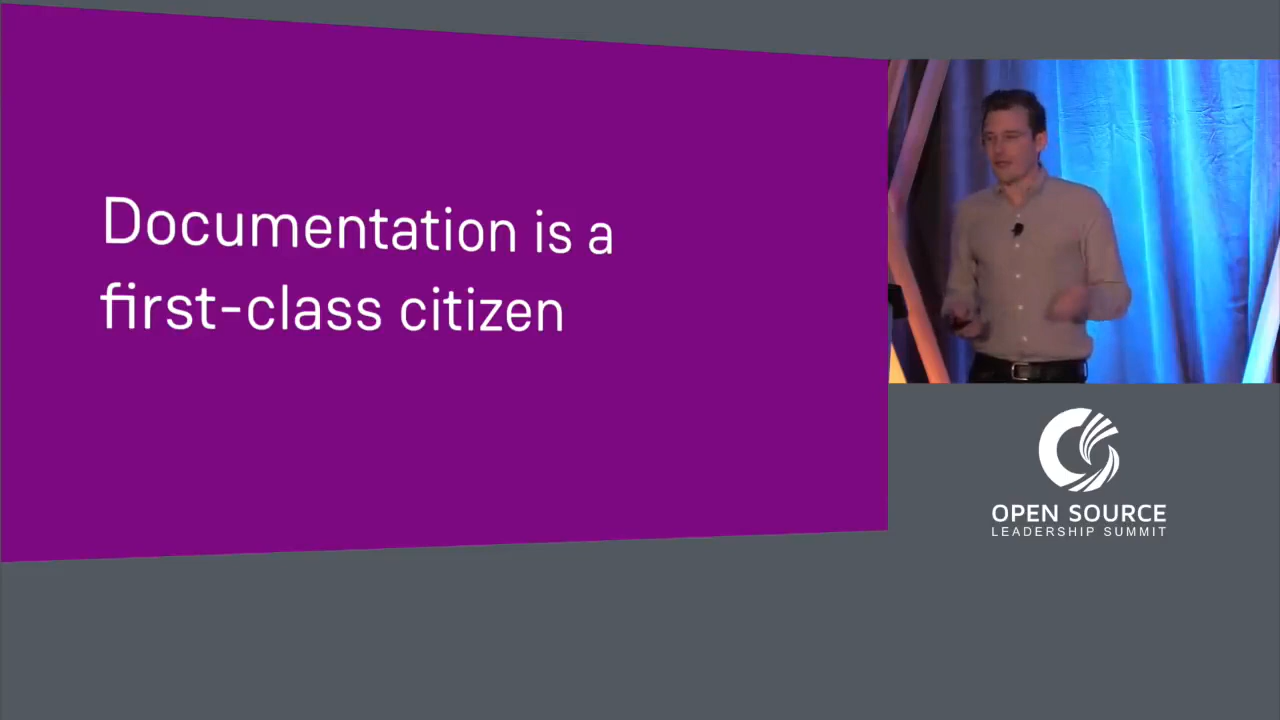 Documentation is a
first-class citizen
OPEN SOURCE
LEADERSHIP SUMMIT